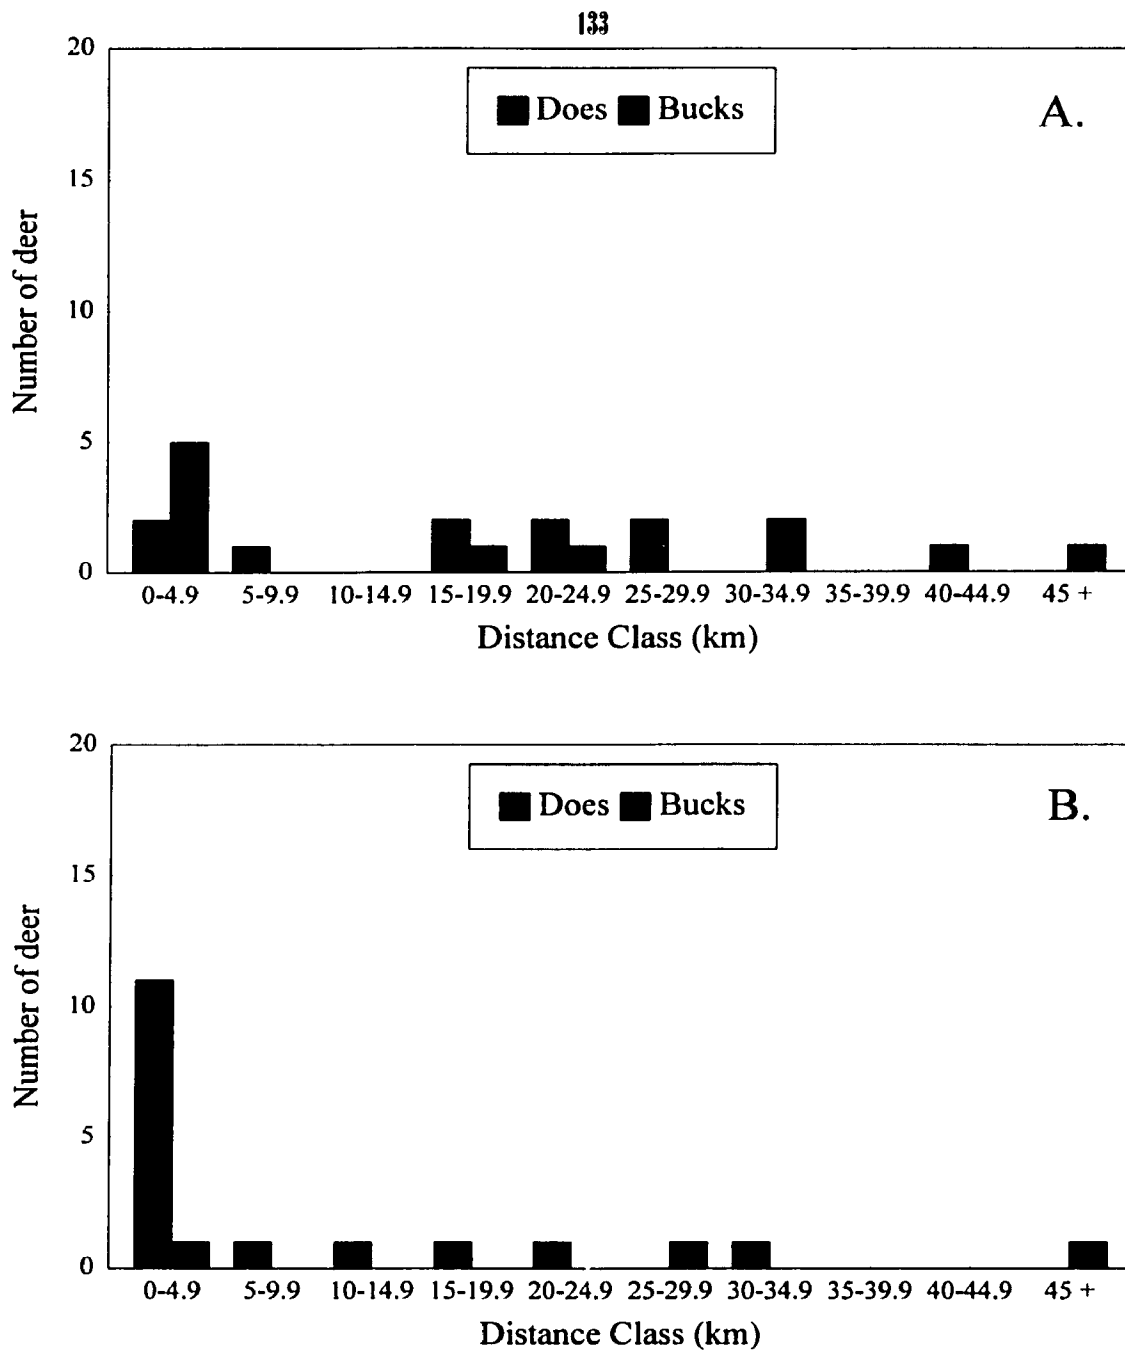 133
20
Does Bucks
A.
15
Number of deer
10
5
0
0-4.9 5-9.9 10-14.9 15-19.9 20-24.9 25-29.9 30-34.9 35-39.9 40-44.9 45 +
Distance Class (km)
20
Does Bucks
B.
15
Number of deer
10
5
0
0-4.9 5-9.9 10-14.9 15-19.9 20-24.9 25-29.9 30-34.9 35-39.9 40-44.9 45 +
Distance Class (km)